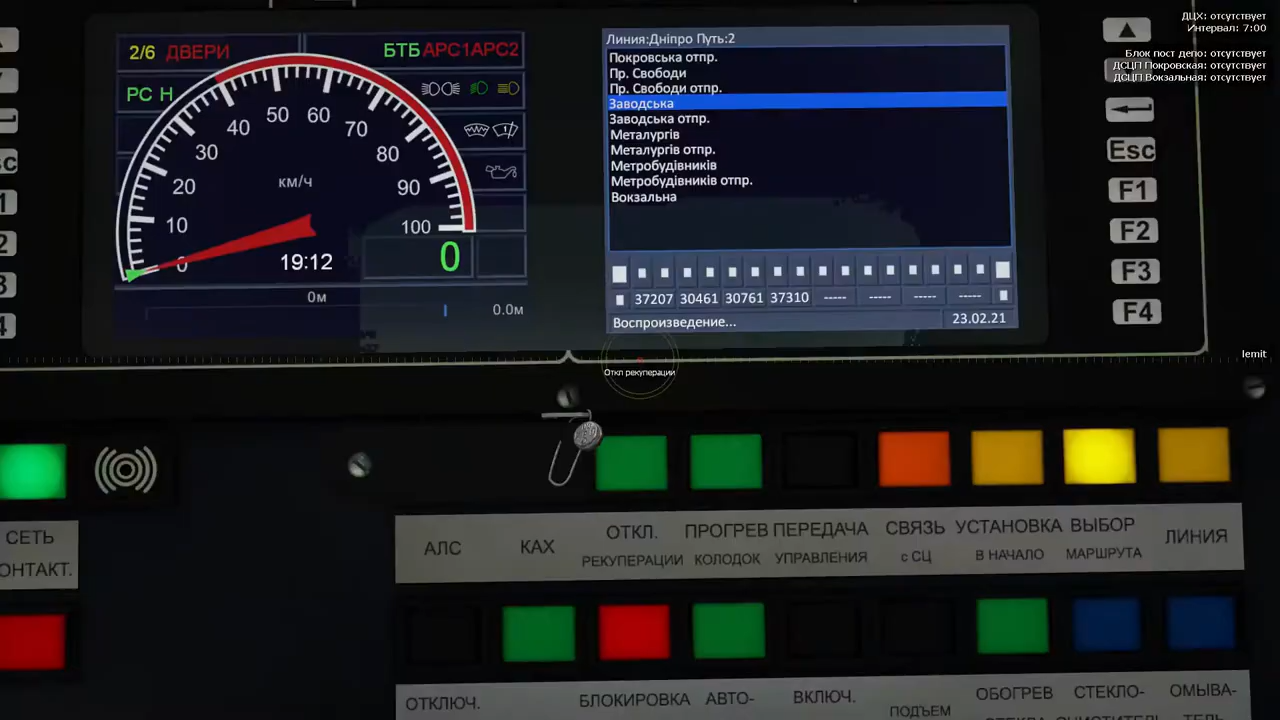 ДЦХ: отсутствует
Интервал: 7:00
Блок пост депо: отсутствует
ДСЦП Покровская: отсутствует
ДСЦП Вокзальная: отсутствует
2/6 ДВЕРИ
БТБ АРС1АРС2
РС Н
0
10
20
30
40
50
60
70
80
90
100
км/ч
19:12
0
0м
0.0м
Линия:Дніпро Путь:2
Покровська отпр.
Пр. Свободи
Пр. Свободи отпр.
Заводська
Заводська отпр.
Металургів
Металургів отпр.
Метробудівників
Метробудівників отпр.
Вокзальна
37207 30461 30761 37310 ----- ----- ----- -----
Воспроизведение...
23.02.21
Esc
F1
F2
F3
F4
lemit
Откл рекуперации
СЕТЬ
КОНТАКТ.
АЛС
КАХ
ОТКЛ.
РЕКУПЕРАЦИИ
ПРОГРЕВ
КОЛОДОК
ПЕРЕДАЧА
УПРАВЛЕНИЯ
СВЯЗЬ
с СЦ
УСТАНОВКА
В НАЧАЛО
ВЫБОР
МАРШРУТА
ЛИНИЯ
ОТКЛЮЧ.
БЛОКИРОВКА
АВТО-
ВКЛЮЧ.
ПОДЪЕМ
ОБОГРЕВ
СТЕКЛО-
ОМЫВА-